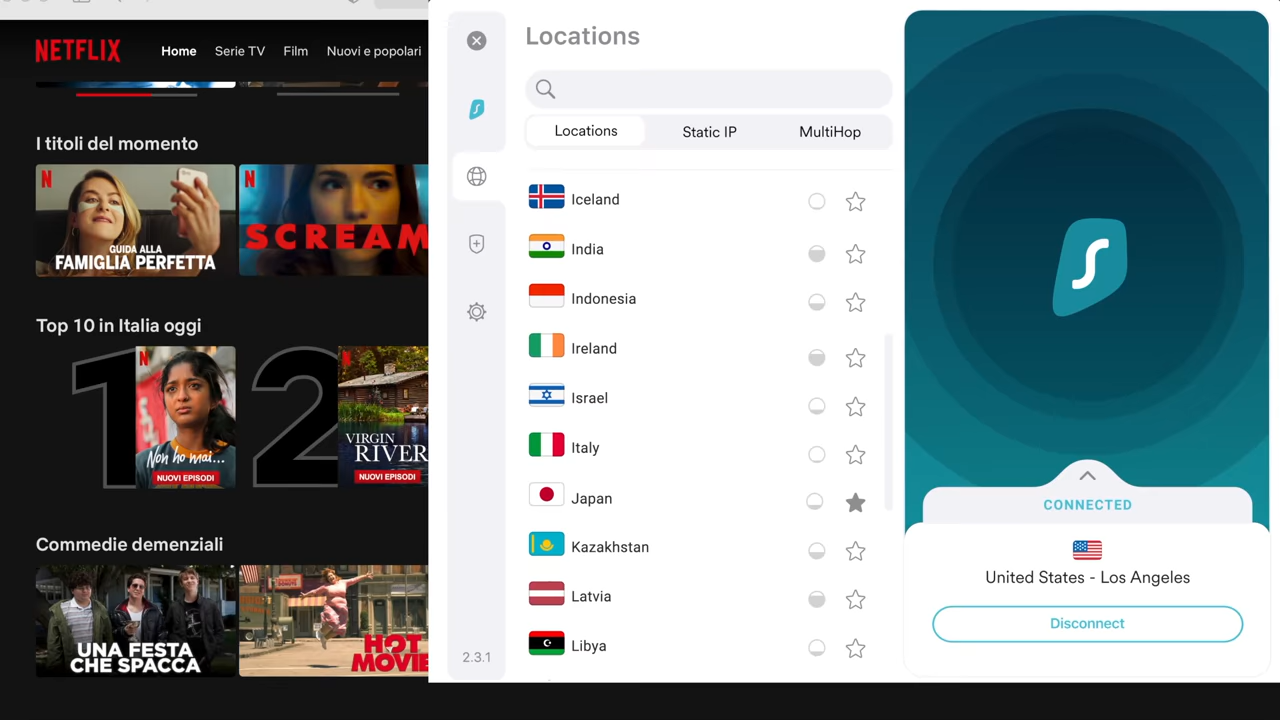 NETFLIX
Home
Serie TV
Film
Nuovi e popolari
I titoli del momento
N
GUIDA ALLA
FAMIGLIA PERFETTA
N
SCREAM
Top 10 in Italia oggi
1
N
Non ho mai...
NUOVI EPISODI
2
N
VIRGIN
RIVER
NUOVI EPISODI
Commedie demenziali
UNA FESTA
CHE SPACCA
HOT
MOVIE
Locations
Locations
Static IP
MultiHop
Iceland
India
Indonesia
Ireland
Israel
Italy
Japan
Kazakhstan
Latvia
Libya
2.3.1
CONNECTED
United States - Los Angeles
Disconnect